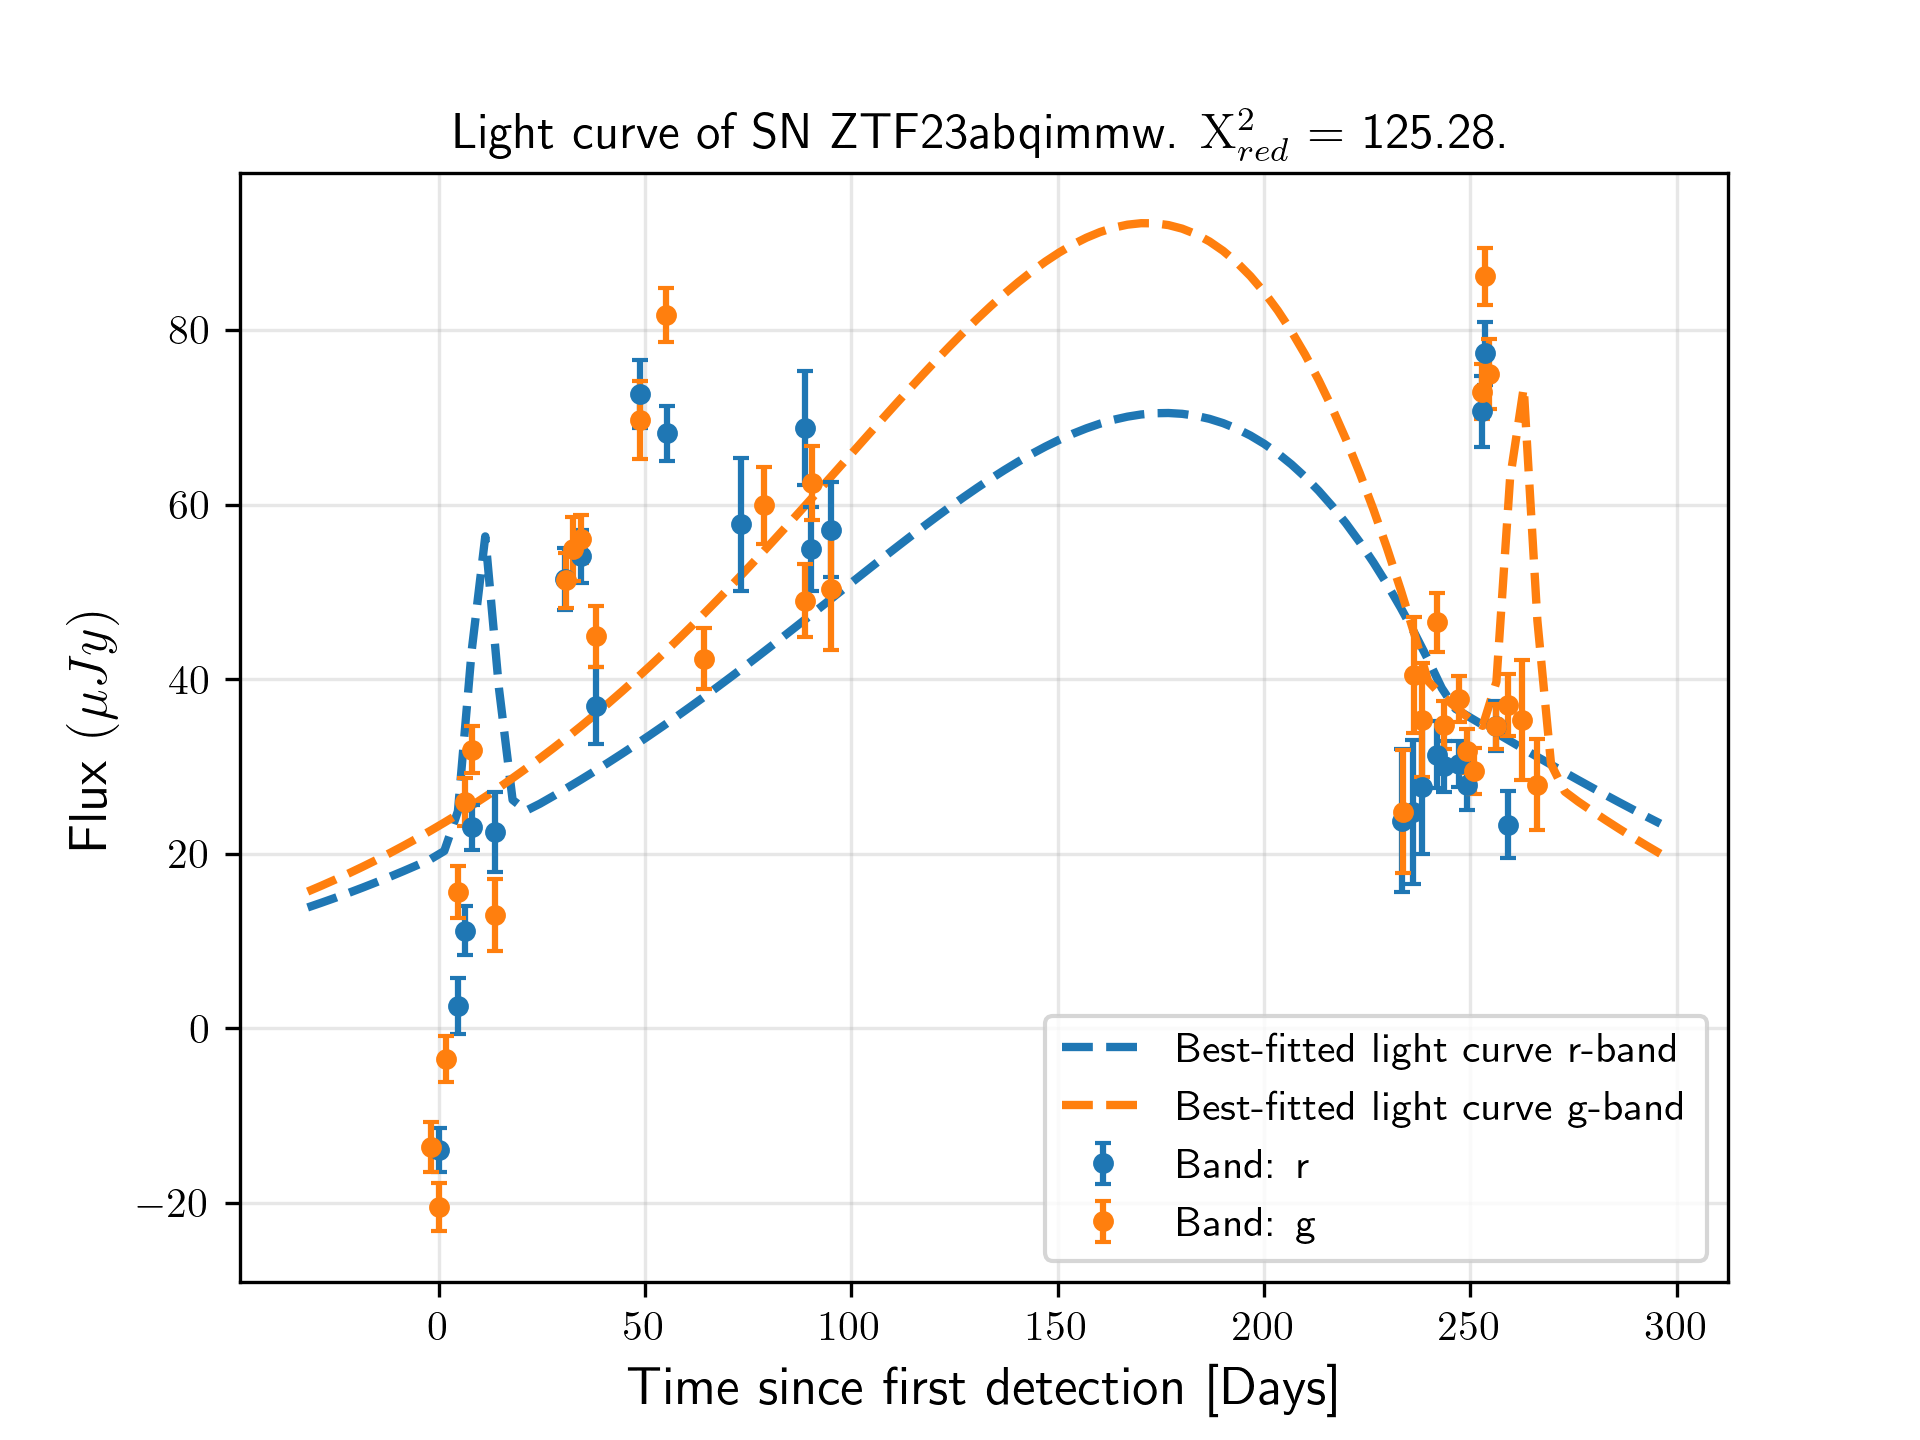 Light curve of SN ZTF23abqimmw. X²_red = 125.28.
Flux (μJy)
80
60
40
20
0
−20
Best-fitted light curve r-band
Best-fitted light curve g-band
Band: r
Band: g
0 50 100 150 200 250 300
Time since first detection [Days]